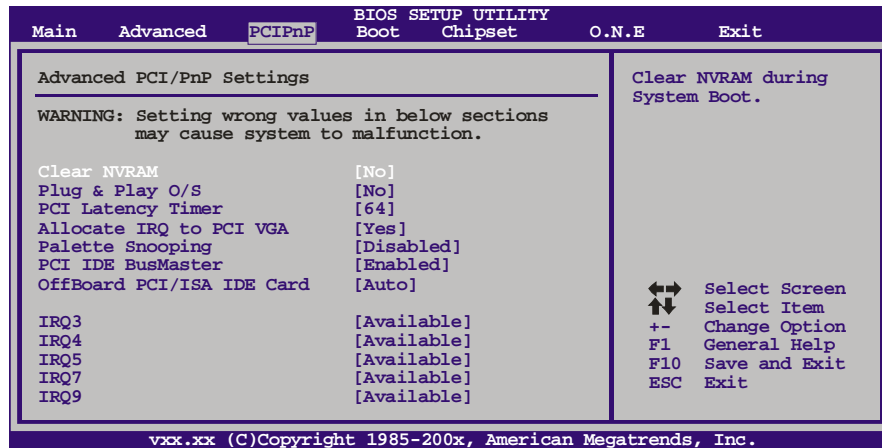 BIOS SETUP UTILITY
Main Advanced PCIPnP Boot Chipset O.N.E Exit
Advanced PCI/PnP Settings
WARNING: Setting wrong values in below sections
may cause system to malfunction.
Clear NVRAM [No]
Plug & Play O/S [No]
PCI Latency Timer [64]
Allocate IRQ to PCI VGA [Yes]
Palette Snooping [Disabled]
PCI IDE BusMaster [Enabled]
OffBoard PCI/ISA IDE Card [Auto]
IRQ3 [Available]
IRQ4 [Available]
IRQ5 [Available]
IRQ7 [Available]
IRQ9 [Available]
Clear NVRAM during
System Boot.
Select Screen
Select Item
+- Change Option
F1 General Help
F10 Save and Exit
ESC Exit
vxx.xx (C)Copyright 1985-200x, American Megatrends, Inc.